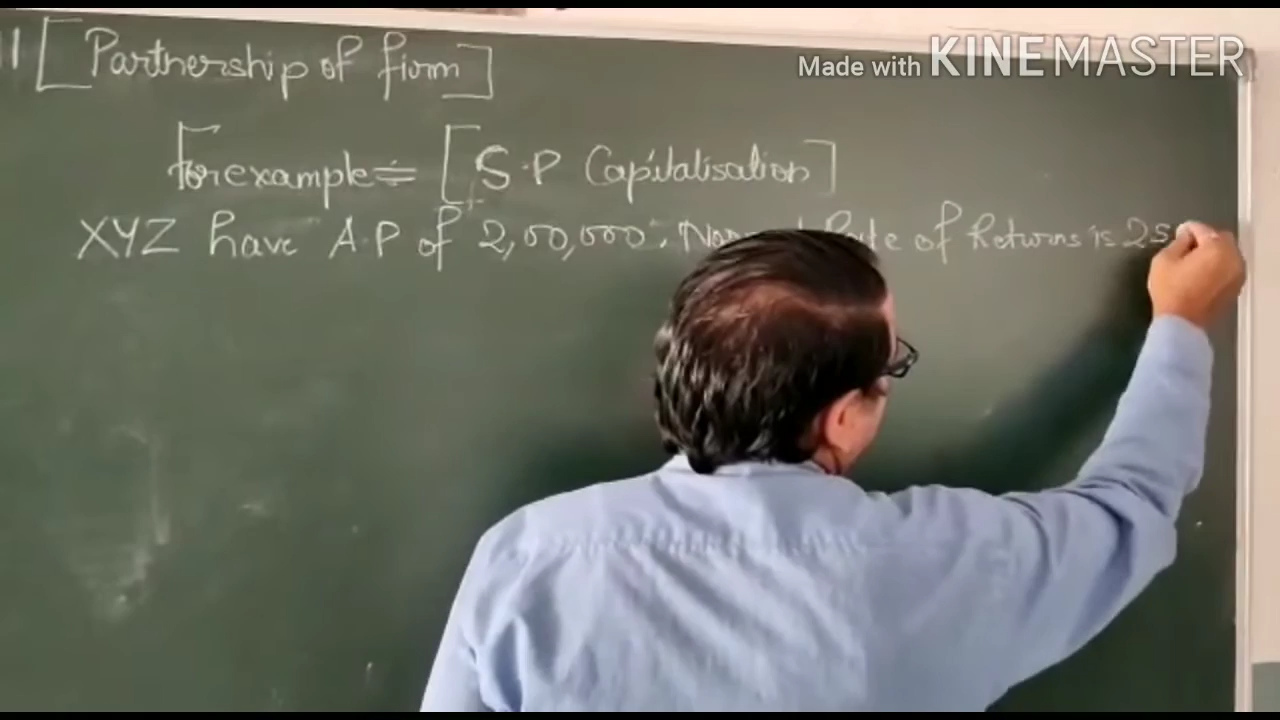 11 [Partnership of firm]
Made with KINEMASTER
For example = [S.P Capitalisation]
XYZ have A.P of 2,00,000. of Returns is 25